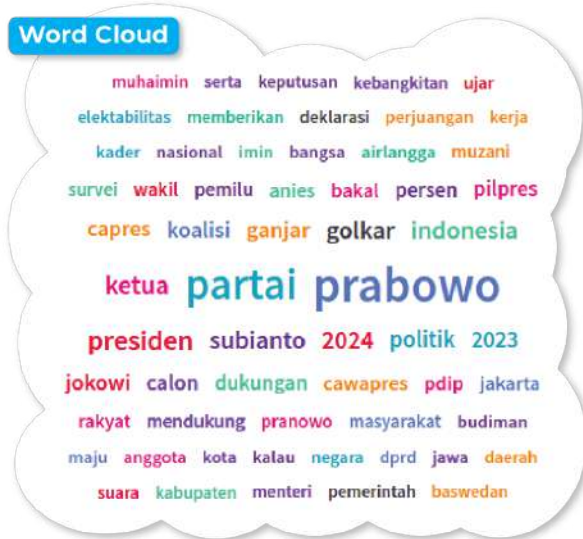 Word Cloud
muhaimin serta keputusan kebangkitan ujar
elektabilitas memberikan deklarasi perjuangan kerja
kader nasional imin bangsa airlangga muzani
survei wakil pemilu anies bakal persen pilpres
capres koalisi ganjar golkar indonesia
ketua partai prabowo
presiden subianto 2024 politik 2023
jokowi calon dukungan cawapres pdip jakarta
rakyat mendukung pranowo masyarakat budiman
maju anggota kota kalau negara dprd jawa daerah
suara kabupaten menteri pemerintah baswedan